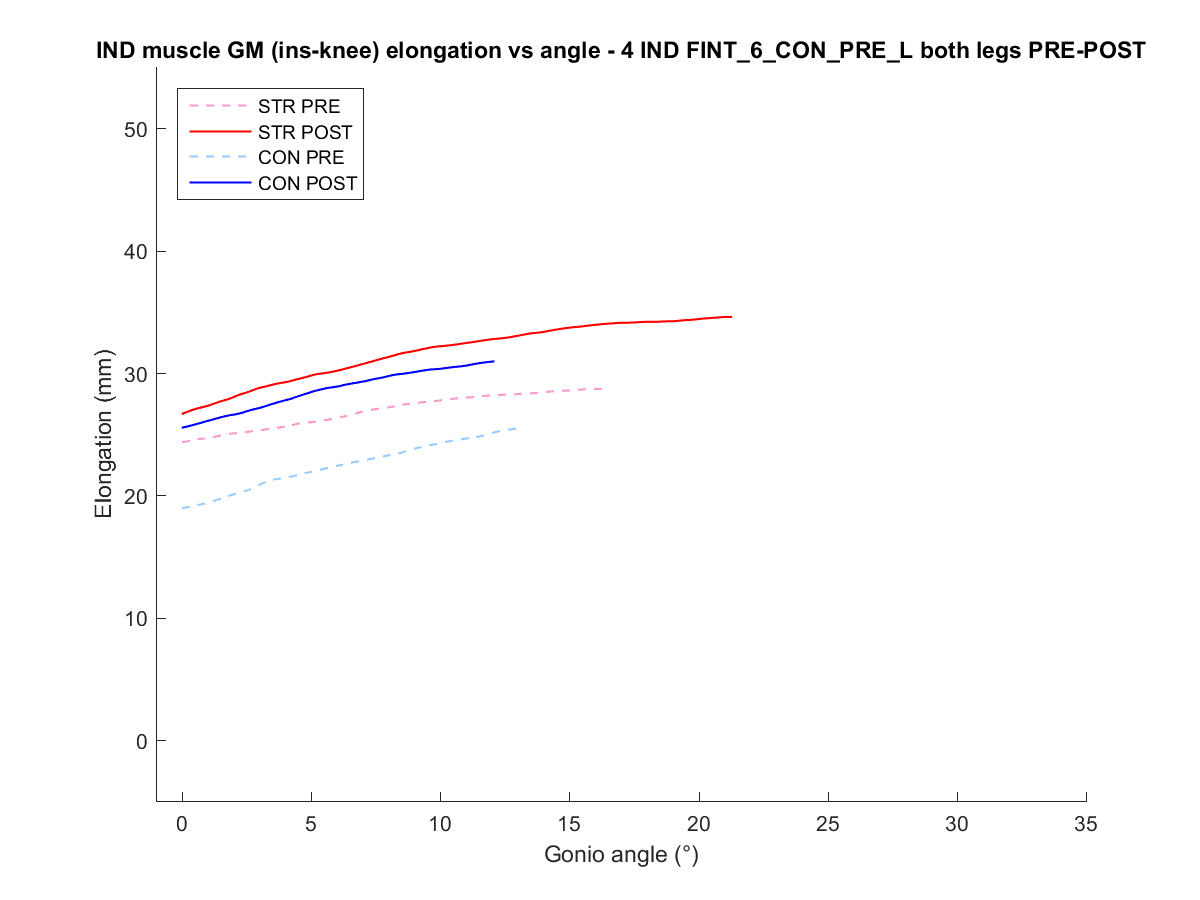 IND muscle GM (ins-knee) elongation vs angle - 4 IND FINT_6_CON_PRE_L both legs PRE-POST
STR PRE
STR POST
CON PRE
CON POST
50
40
30
20
10
0
Elongation (mm)
0 5 10 15 20 25 30 35
Gonio angle (°)